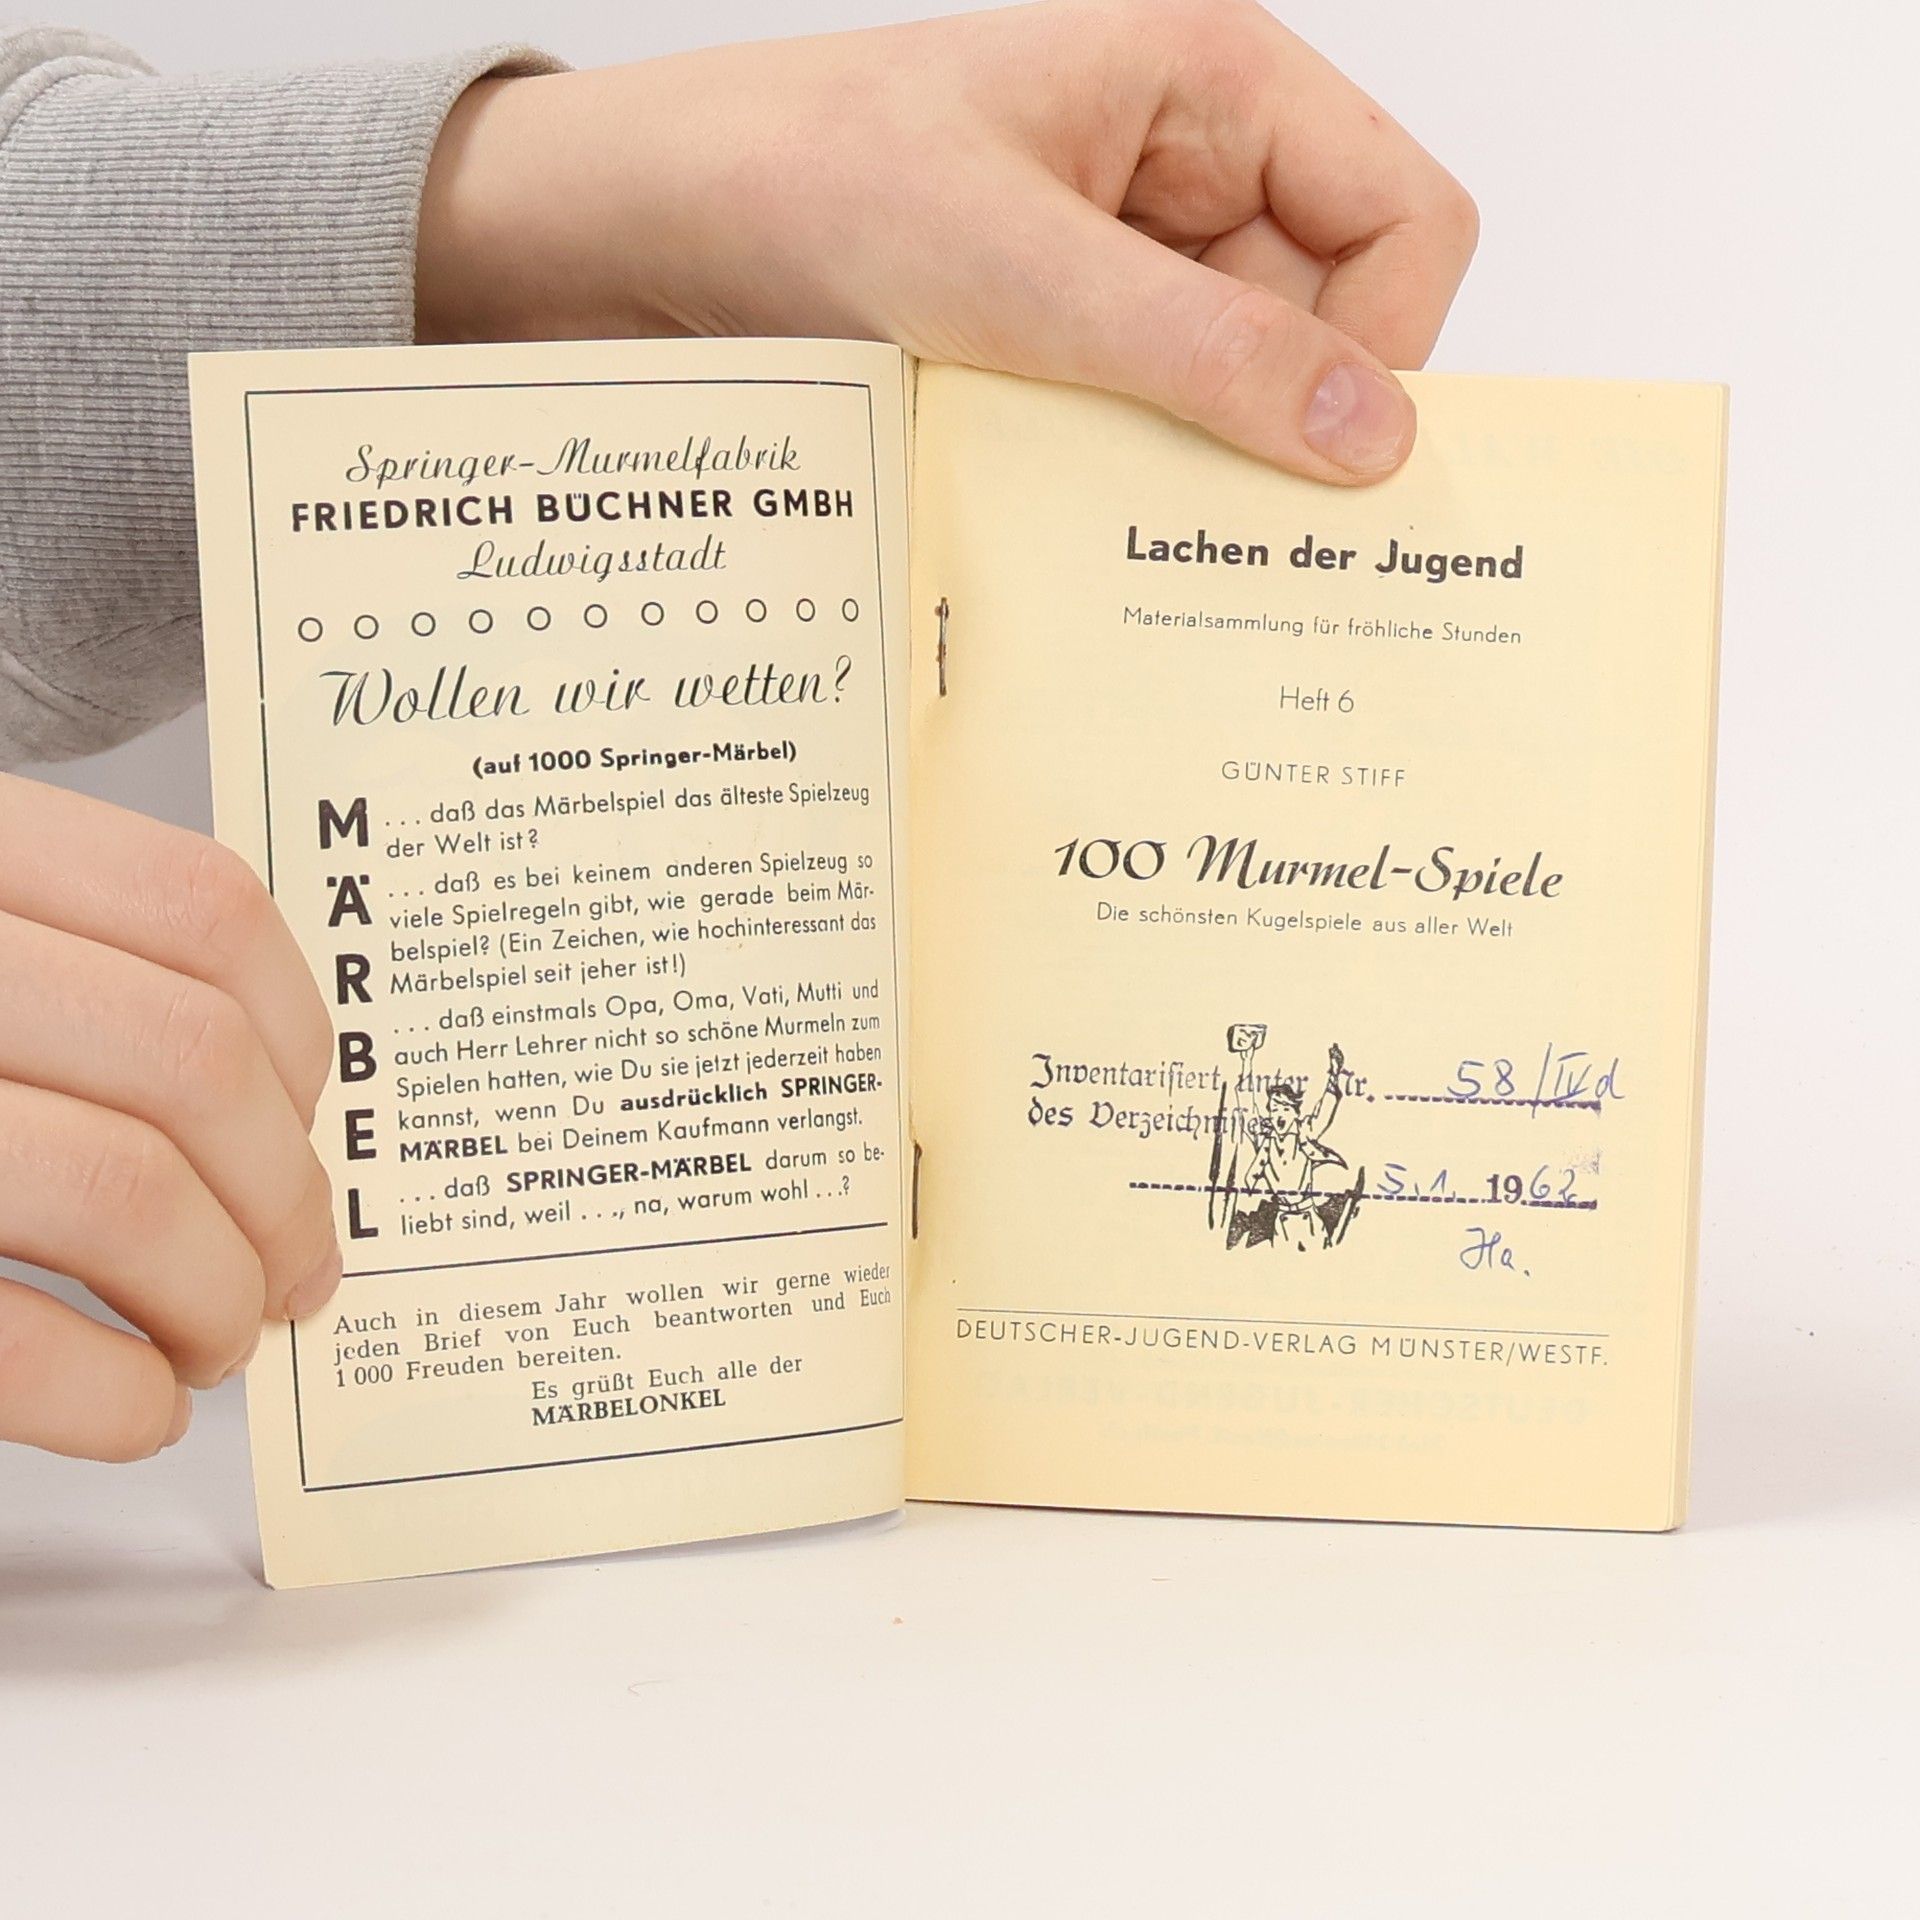 Springer-Murmelfabrik
FRIEDRICH BÜCHNER GMBH
Ludwigsstadt
Wollen wir wetten?
(auf 1000 Springer-Märbel)
M ... daß das Märbelspiel das älteste Spielzeug
der Welt ist?
Ä ... daß es bei keinem anderen Spielzeug so
viele Spielregeln gibt, wie gerade beim Mär-
belspiel? (Ein Zeichen, wie hochinteressant das
R Märbelspiel seit jeher ist!)
... daß einstmals Opa, Oma, Vati, Mutti und
B auch Herr Lehrer nicht so schöne Murmeln zum
Spielen hatten, wie Du sie jetzt jederzeit haben
E kannst, wenn Du ausdrücklich SPRINGER-
MÄRBEL bei Deinem Kaufmann verlangst.
L ... daß SPRINGER-MÄRBEL darum so be-
liebt sind, weil . . ., na, warum wohl ...?
Auch in diesem Jahr wollen wir gerne wieder
jeden Brief von Euch beantworten und Euch
1 000 Freuden bereiten.
Es grüßt Euch alle der
MÄRBELONKEL
Lachen der Jugend
Materialsammlung für fröhliche Stunden
Heft 6
GÜNTER STIFF
100 Murmel-Spiele
Die schönsten Kugelspiele aus aller Welt
Inventarisiert unter Nr. 58/IVd
des Verzeichnisses
5.1. 1962
Ha.
DEUTSCHER-JUGEND-VERLAG MÜNSTER/WESTF.